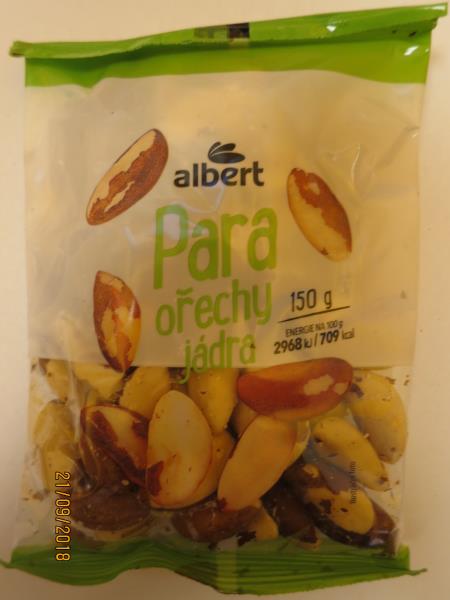 albert
Para
ořechy
jádra
150 g
ENERGIE NA 100 g
2968 kJ / 709 kcal
21/09/2018